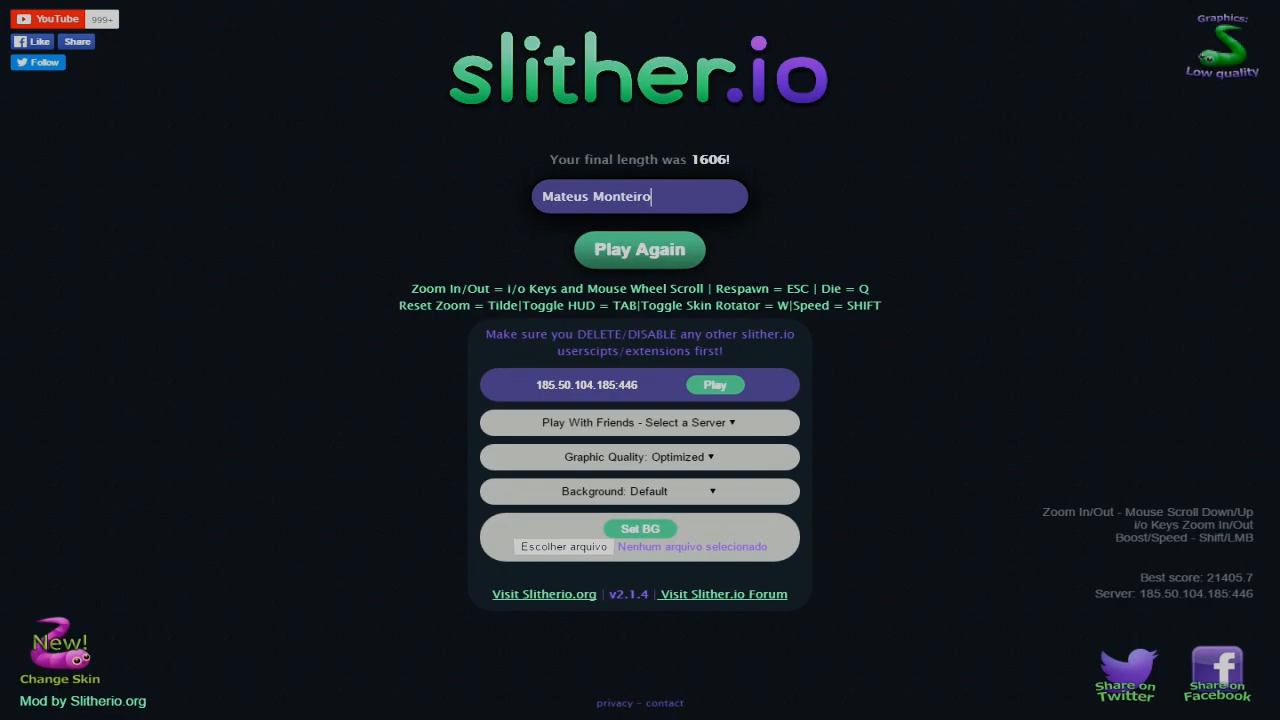 YouTube 999+
Like Share
Follow
slither.io
Graphics:
Low quality
Your final length was 1606!
Mateus Monteiro
Play Again
Zoom In/Out = i/o Keys and Mouse Wheel Scroll | Respawn = ESC | Die = Q
Reset Zoom = Tilde|Toggle HUD = TAB|Toggle Skin Rotator = W|Speed = SHIFT
Make sure you DELETE/DISABLE any other slither.io
userscipts/extensions first!
185.50.104.185:446 Play
Play With Friends - Select a Server
Graphic Quality: Optimized
Background: Default
Set BG
Escolher arquivo Nenhum arquivo selecionado
Visit Slitherio.org | v2.1.4 | Visit Slither.io Forum
Zoom In/Out - Mouse Scroll Down/Up
i/o Keys Zoom In/Out
Boost/Speed - Shift/LMB
Best score: 21405.7
Server: 185.50.104.185:446
New!
Change Skin
Mod by Slitherio.org
privacy - contact
Share on
Twitter
Share on
Facebook